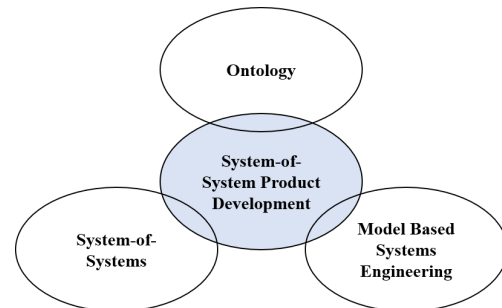 Ontology
System-of-
System Product
Development
System-of-
Systems
Model Based
Systems
Engineering